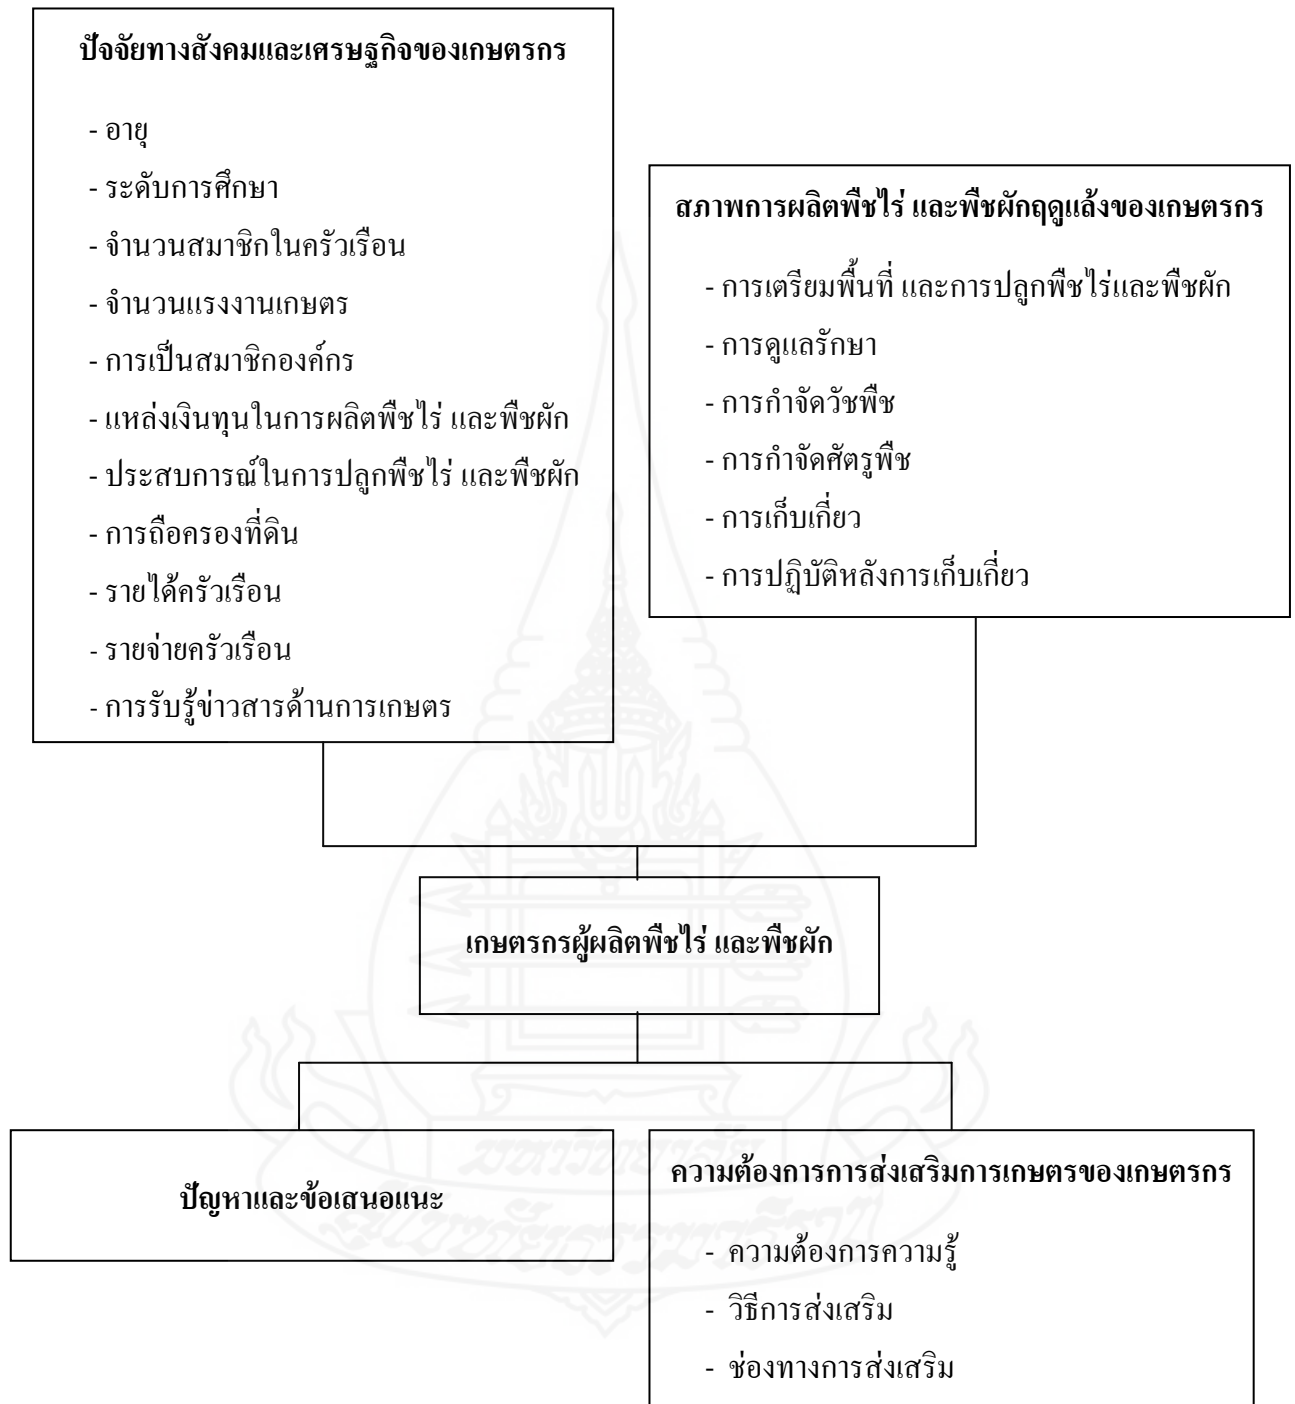 ปัจจัยทางสังคมและเศรษฐกิจของเกษตรกร
- อายุ
- ระดับการศึกษา
- จำนวนสมาชิกในครัวเรือน
- จำนวนแรงงานเกษตร
- การเป็นสมาชิกองค์กร
- แหล่งเงินทุนในการผลิตพืชไร่ และพืชผัก
- ประสบการณ์ในการปลูกพืชไร่ และพืชผัก
- การถือครองที่ดิน
- รายได้ครัวเรือน
- รายจ่ายครัวเรือน
- การรับรู้ข่าวสารด้านการเกษตร
สภาพการผลิตพืชไร่ และพืชผักฤดูแล้งของเกษตรกร
- การเตรียมพื้นที่ และการปลูกพืชไร่และพืชผัก
- การดูแลรักษา
- การกำจัดวัชพืช
- การกำจัดศัตรูพืช
- การเก็บเกี่ยว
- การปฏิบัติหลังการเก็บเกี่ยว
เกษตรกรผู้ผลิตพืชไร่ และพืชผัก
ปัญหาและข้อเสนอแนะ
ความต้องการการส่งเสริมการเกษตรของเกษตรกร
- ความต้องการความรู้
- วิธีการส่งเสริม
- ช่องทางการส่งเสริม
มหาวิทยาลัย
สุโขทัยธรรมาธิราช